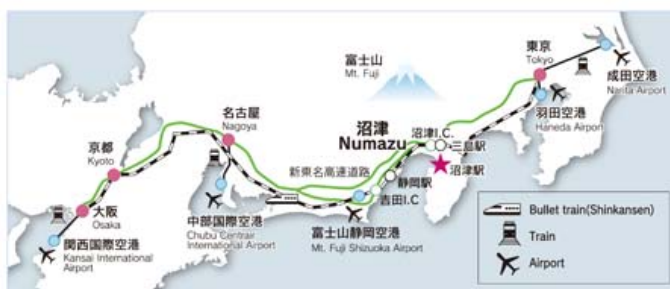 東京
Tokyo
成田空港
Narita Airport
羽田空港
Haneda Airport
富士山
Mt. Fuji
沼津
Numazu
沼津I.C.
三島駅
沼津駅
静岡駅
吉田I.C
新東名高速道路
名古屋
Nagoya
京都
Kyoto
大阪
Osaka
関西国際空港
Kansai International
Airport
中部国際空港
Chubu Centrair
International Airport
富士山静岡空港
Mt. Fuji Shizuoka Airport
Bullet train(Shinkansen)
Train
Airport